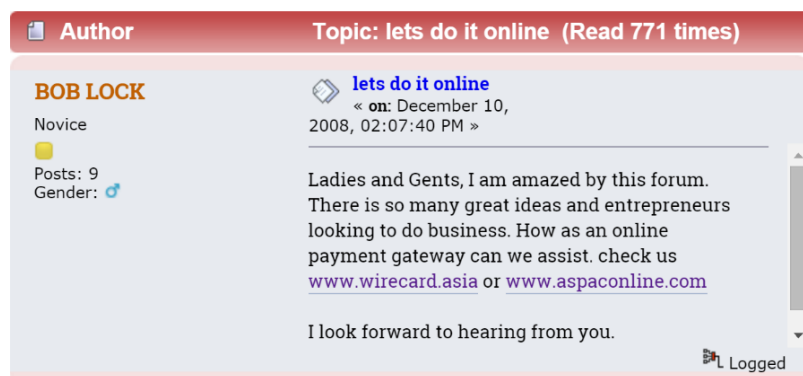 Author Topic: lets do it online (Read 771 times)
BOB LOCK
Novice
Posts: 9
Gender:
lets do it online
« on: December 10,
2008, 02:07:40 PM »
Ladies and Gents, I am amazed by this forum.
There is so many great ideas and entrepreneurs
looking to do business. How as an online
payment gateway can we assist. check us
www.wirecard.asia or www.aspaconline.com
I look forward to hearing from you.
Logged